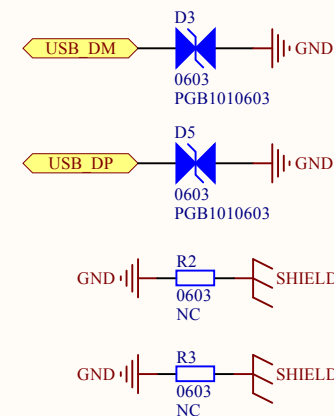 D3
USB_DM
GND
0603
PGB1010603
D5
USB_DP
GND
0603
PGB1010603
R2
GND
SHIELD
0603
NC
R3
GND
SHIELD
0603
NC